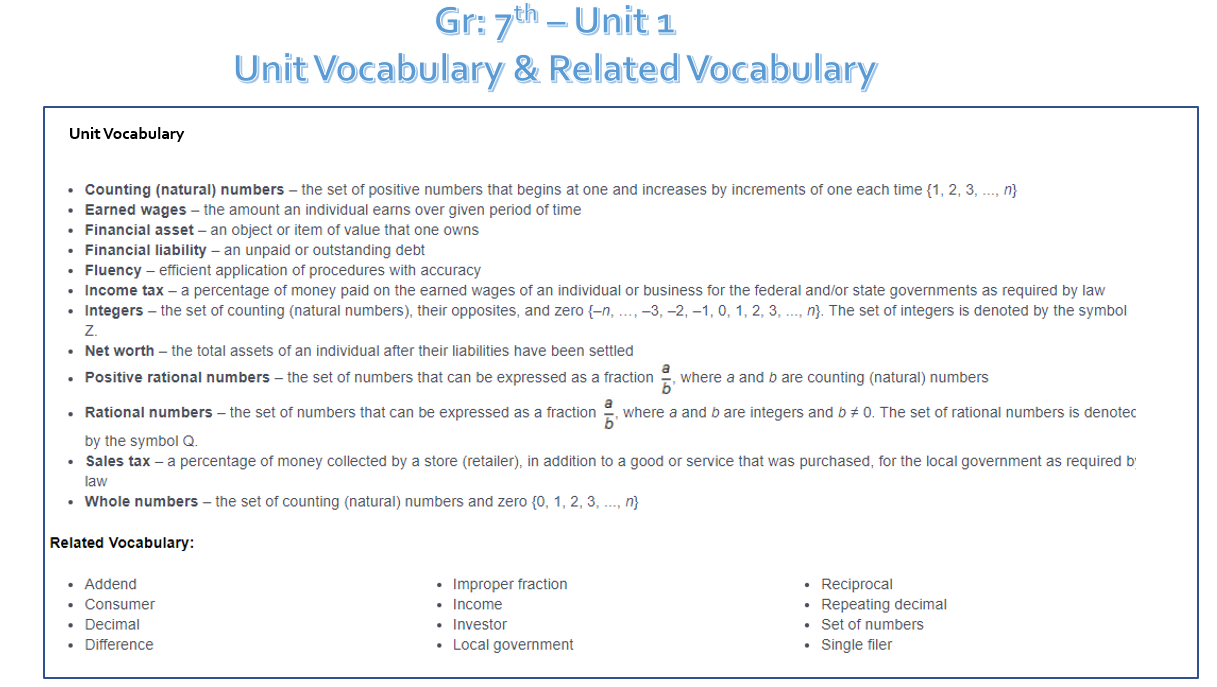 Gr: 7th – Unit 1
Unit Vocabulary & Related Vocabulary
Unit Vocabulary
• Counting (natural) numbers – the set of positive numbers that begins at one and increases by increments of one each time {1, 2, 3, ..., n}
• Earned wages – the amount an individual earns over given period of time
• Financial asset – an object or item of value that one owns
• Financial liability – an unpaid or outstanding debt
• Fluency – efficient application of procedures with accuracy
• Income tax – a percentage of money paid on the earned wages of an individual or business for the federal and/or state governments as required by law
• Integers – the set of counting (natural numbers), their opposites, and zero {–n, …, –3, –2, –1, 0, 1, 2, 3, ..., n}. The set of integers is denoted by the symbol
Z.
• Net worth – the total assets of an individual after their liabilities have been settled
• Positive rational numbers – the set of numbers that can be expressed as a fraction a/b, where a and b are counting (natural) numbers
• Rational numbers – the set of numbers that can be expressed as a fraction a/b, where a and b are integers and b ≠ 0. The set of rational numbers is denoted
by the symbol Q.
• Sales tax – a percentage of money collected by a store (retailer), in addition to a good or service that was purchased, for the local government as required by
law
• Whole numbers – the set of counting (natural) numbers and zero {0, 1, 2, 3, ..., n}
Related Vocabulary:
• Addend
• Consumer
• Decimal
• Difference
• Improper fraction
• Income
• Investor
• Local government
• Reciprocal
• Repeating decimal
• Set of numbers
• Single filer